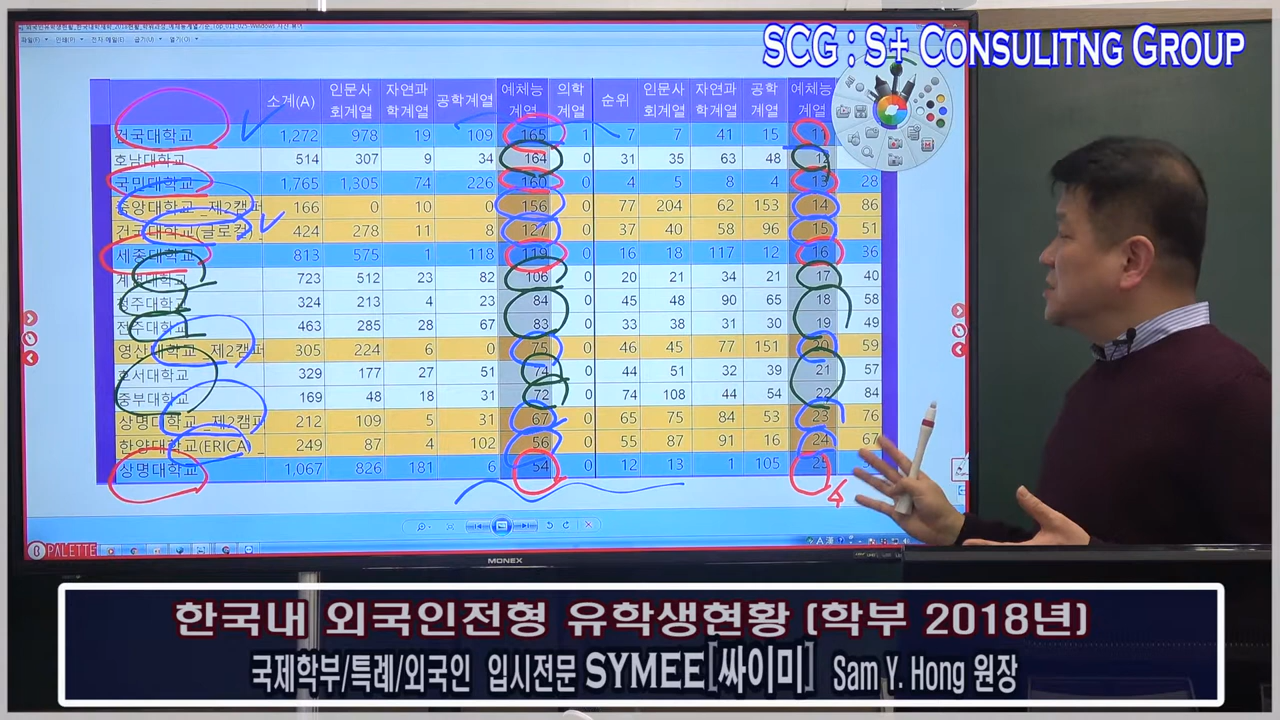 SCG : S+ CONSULITNG GROUP
소계(A) 인문사회계열 자연과학계열 공학계열 예체능계열 의학계열 순위 인문사회계열 자연과학계열 공학계열 예체능계열
건국대학교 1,272 978 19 109 165 1 7 7 41 15 11
호남대학교 514 307 9 34 164 0 31 35 63 48 12
국민대학교 1,765 1,305 74 226 160 0 4 5 8 4 13 28
중앙대학교 _제2캠퍼 166 0 10 0 156 0 77 204 62 153 14 86
건국대학교(글로컬) _ 424 278 11 8 127 0 37 40 58 96 15 51
세종대학교 813 575 1 118 119 0 16 18 117 12 16 36
계명대학교 723 512 23 82 106 0 20 21 34 21 17 40
청주대학교 324 213 4 23 84 0 45 48 90 65 18 58
전주대학교 463 285 28 67 83 0 33 38 31 30 19 49
영산대학교 _제2캠퍼 305 224 6 0 75 0 46 45 77 151 20 59
호서대학교 329 177 27 51 74 0 44 51 32 39 21 57
중부대학교 169 48 18 31 72 0 74 108 44 54 22 84
상명대학교 _제2캠퍼 212 109 5 31 67 0 65 75 84 53 23 76
한양대학교(ERICA) _ 249 87 4 102 56 0 55 87 91 16 24 67
상명대학교 1,067 826 181 6 54 0 12 13 1 105 25
PALETTE
MONEX
한국내 외국인전형 유학생현황 (학부 2018년)
국제학부/특례/외국인 입시전문 SYMEE[싸이미] Sam Y. Hong 원장